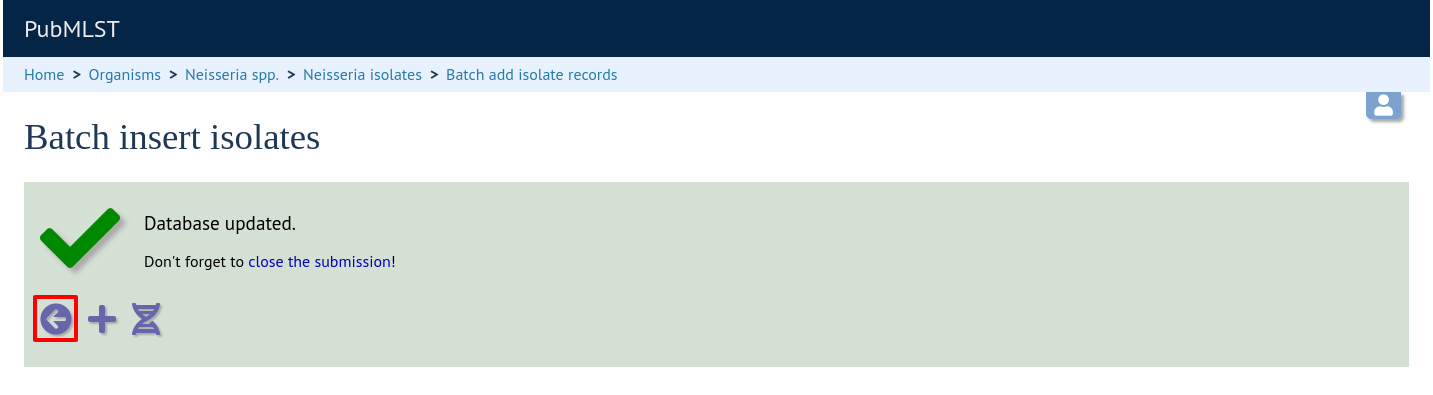 PubMLST
Home > Organisms > Neisseria spp. > Neisseria isolates > Batch add isolate records
Batch insert isolates
Database updated.
Don't forget to close the submission!